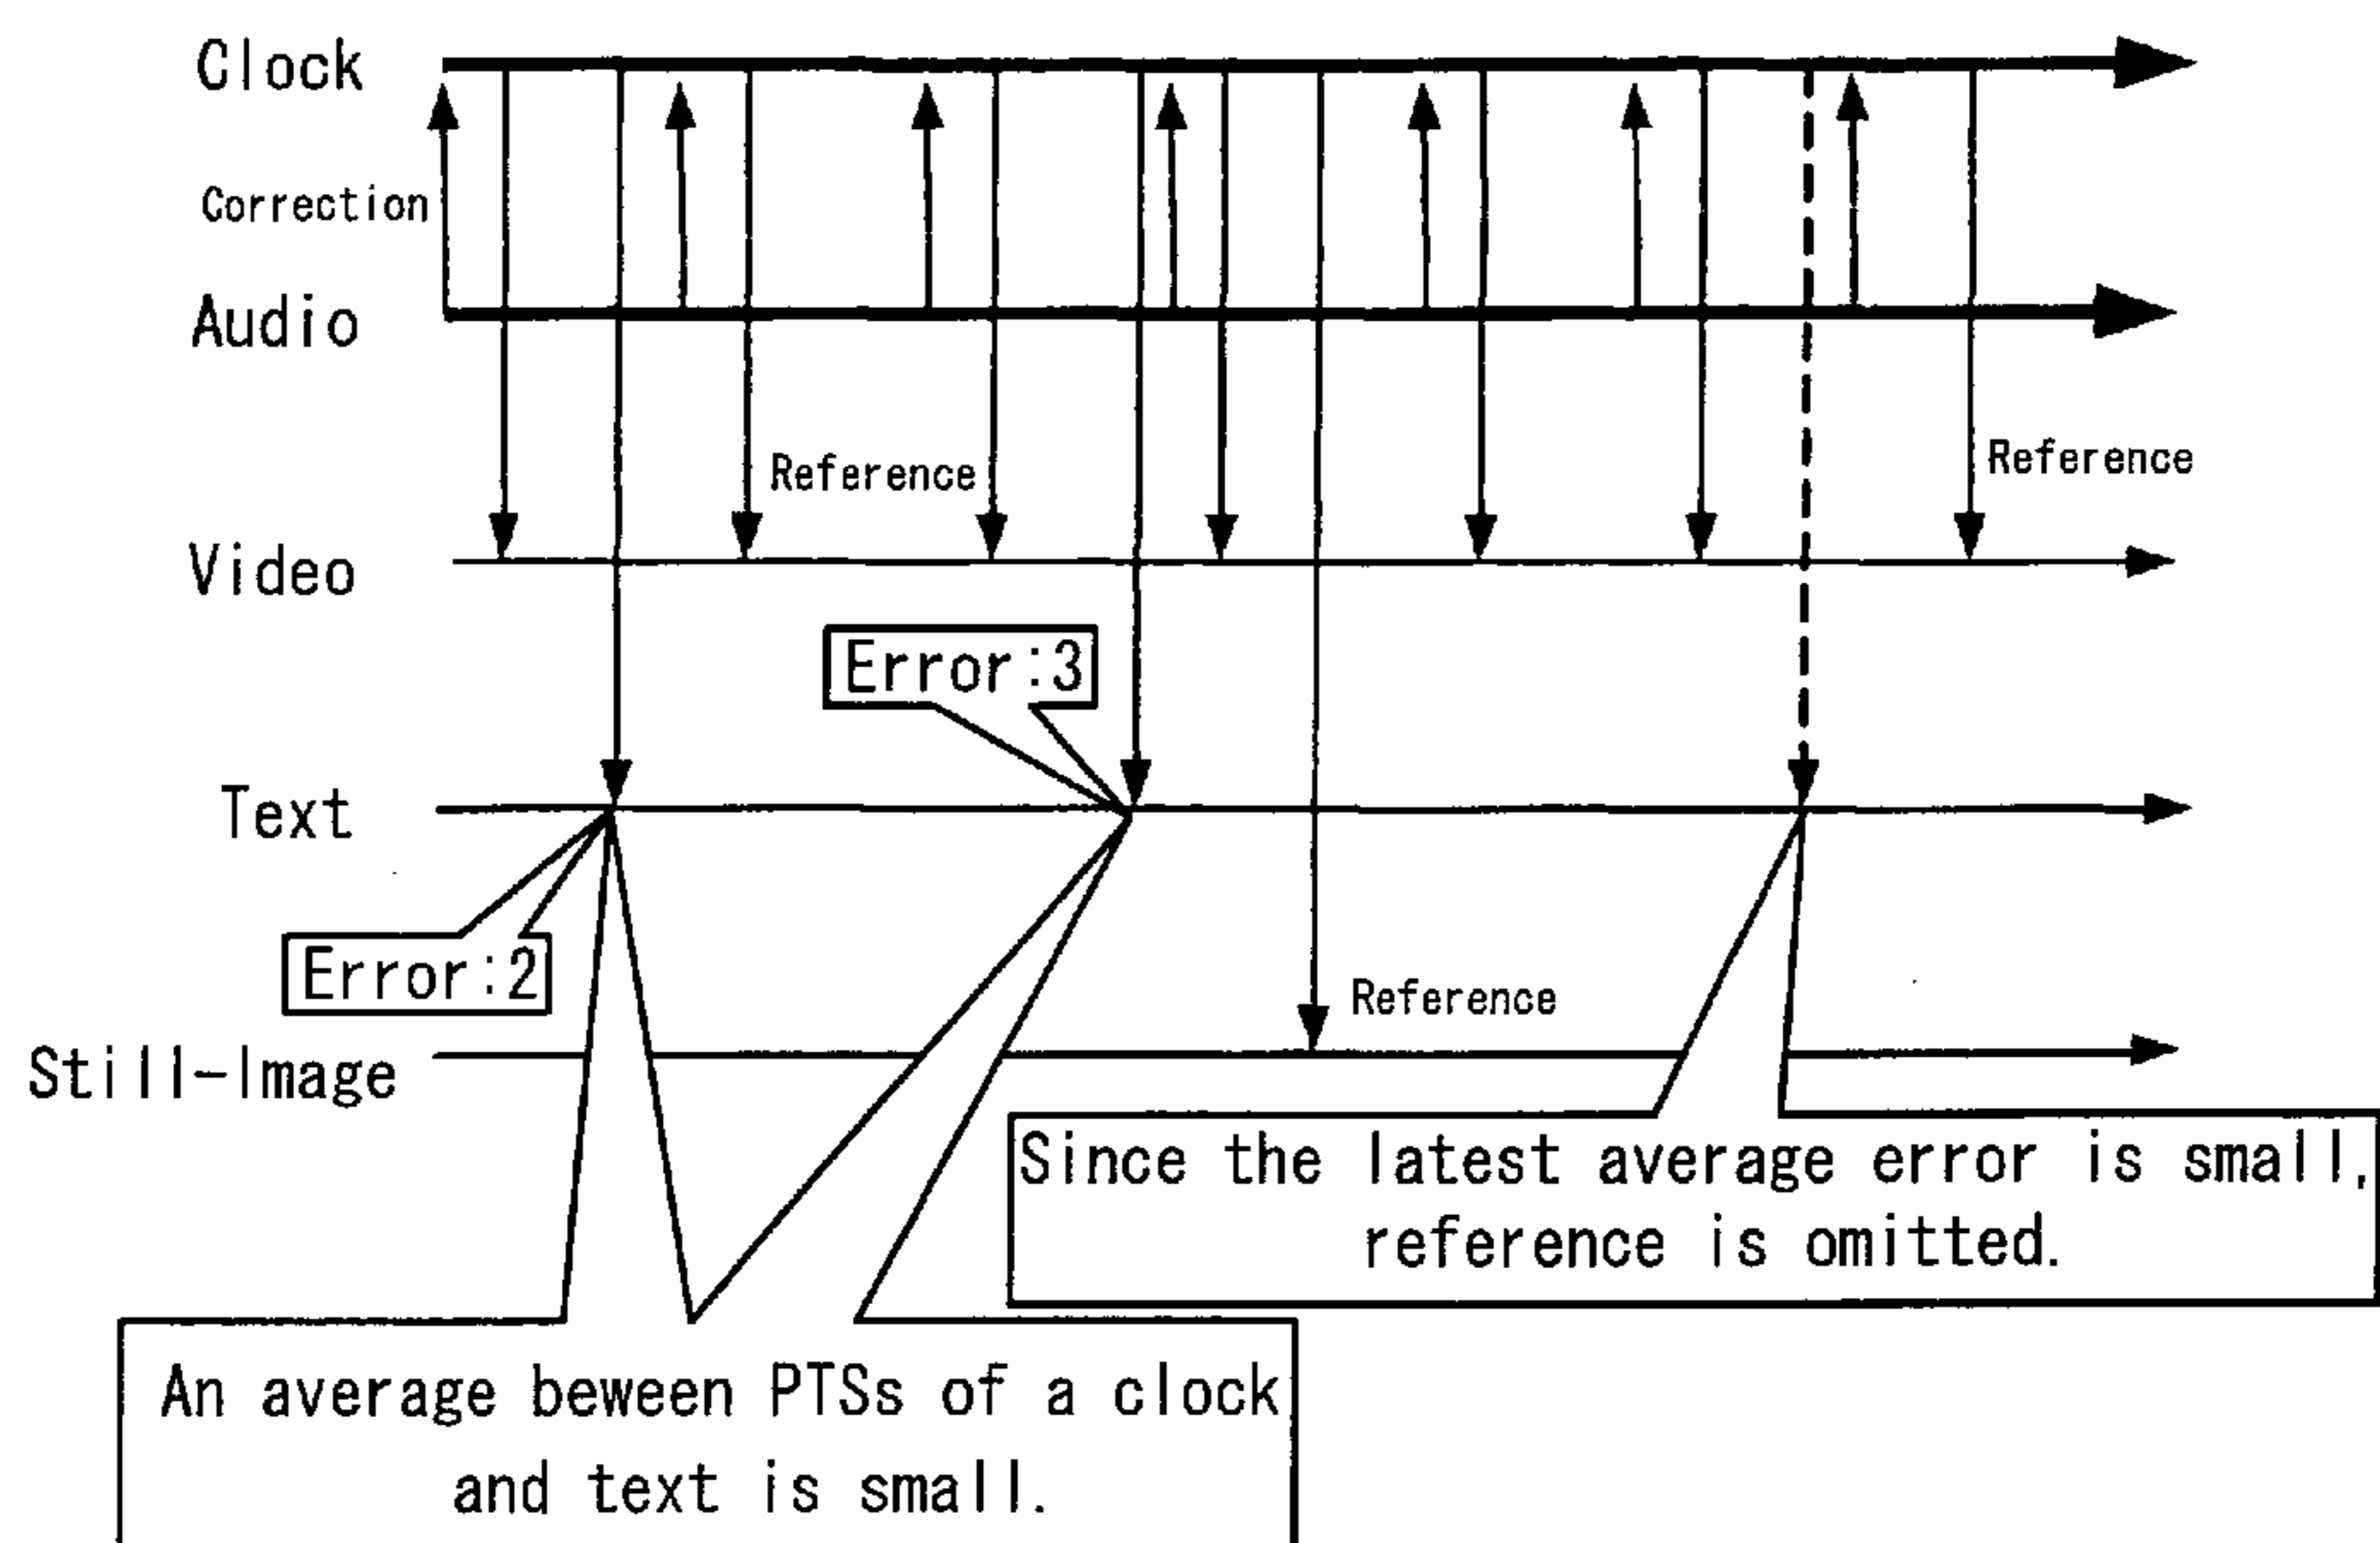 Clock
Correction
Audio
Reference
Reference
Video
Error:3
Text
Error:2
Reference
Still-Image
Since the latest average error is small,
reference is omitted.
An average beween PTSs of a clock
and text is small.